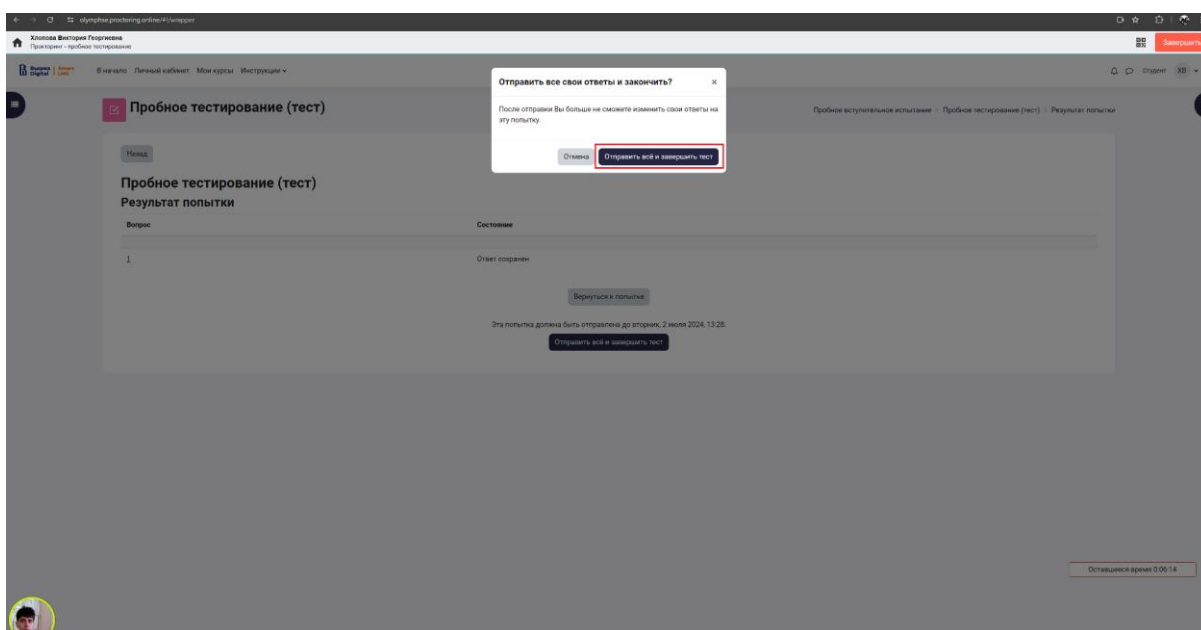 olymphse.proctoring.online/#/wrapper
Хлопова Виктория Георгиевна
Прокторинг - пробное тестирование
Завершить
Вышка Digital
В начало Личный кабинет Мои курсы Инструкции
Студент ХВ
Отправить все свои ответы и закончить? ×
После отправки Вы больше не сможете изменить свои ответы на
эту попытку.
Отмена Отправить всё и завершить тест
Пробное тестирование (тест)
Пробное вступительное испытание Пробное тестирование (тест) Результат попытки
Назад
Пробное тестирование (тест)
Результат попытки
Вопрос Состояние
1 Ответ сохранен
Вернуться к попытке
Эта попытка должна быть отправлена до вторник, 2 июля 2024, 13:28.
Отправить всё и завершить тест
Оставшееся время 0:06:14